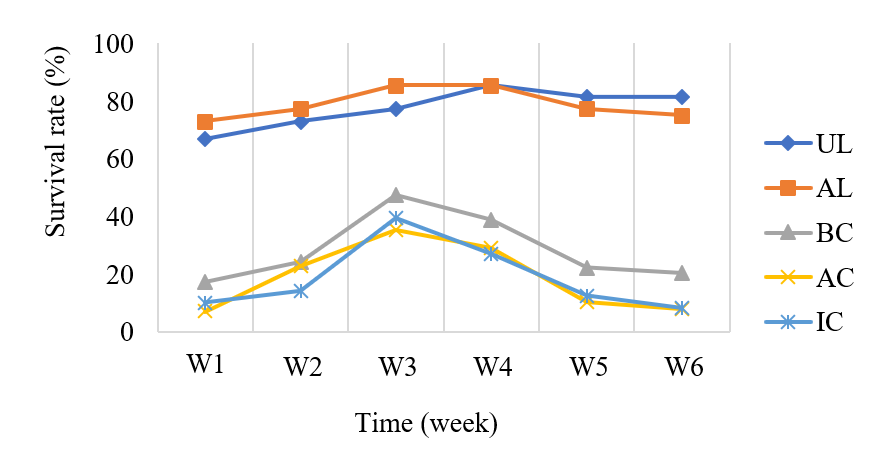 Survival rate (%)
100
80
60
40
20
0
W1 W2 W3 W4 W5 W6
Time (week)
UL
AL
BC
AC
IC